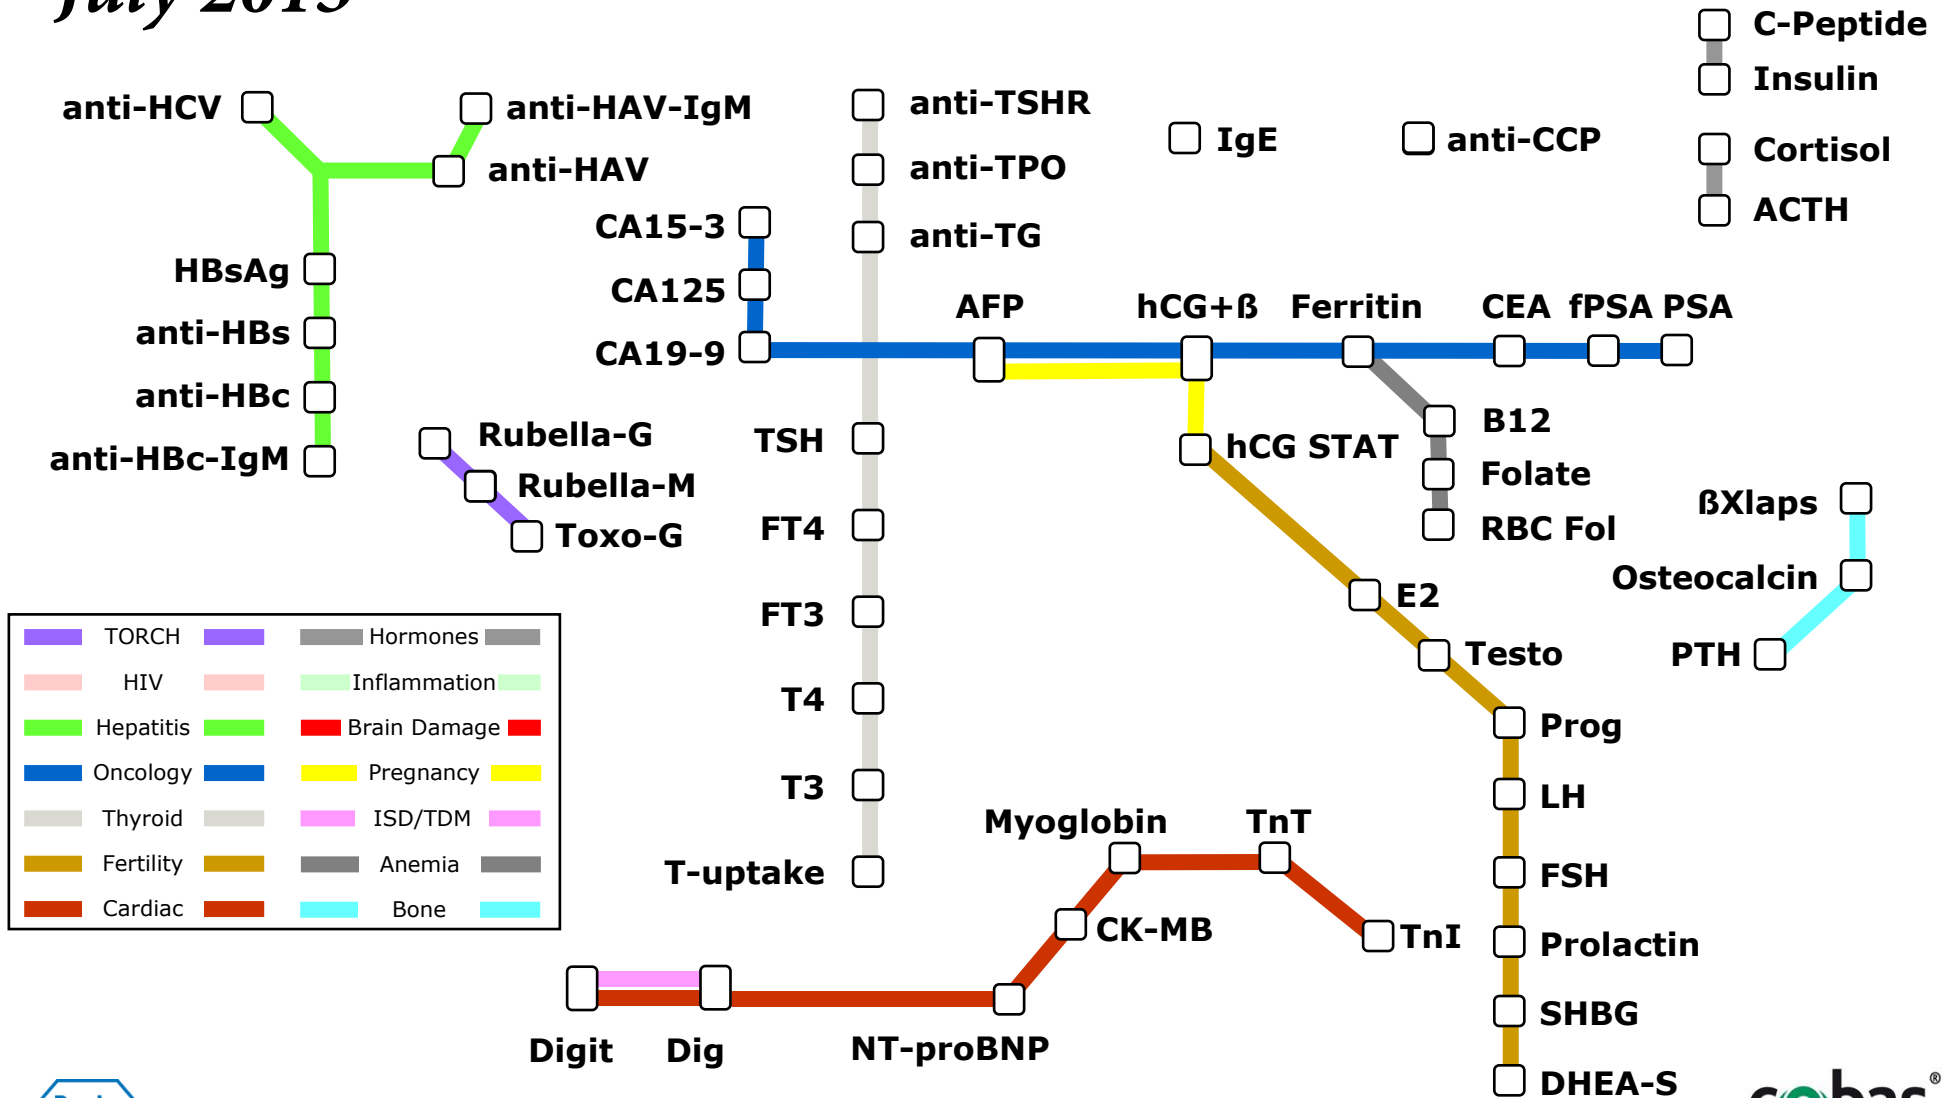 July 2013
C-Peptide
Insulin
anti-HCV
anti-HAV-IgM
anti-TSHR
IgE
anti-CCP
Cortisol
anti-HAV
anti-TPO
ACTH
CA15-3
anti-TG
HBsAg
CA125
AFP
hCG+ß
Ferritin
CEA
fPSA
PSA
anti-HBs
CA19-9
anti-HBc
B12
Rubella-G
TSH
hCG STAT
anti-HBc-IgM
Folate
Rubella-M
ßXlaps
Toxo-G
FT4
RBC Fol
Osteocalcin
E2
FT3
TORCH
Hormones
Testo
PTH
HIV
Inflammation
T4
Hepatitis
Brain Damage
Prog
Oncology
Pregnancy
T3
LH
Thyroid
ISD/TDM
Myoglobin
TnT
Fertility
Anemia
T-uptake
FSH
Cardiac
Bone
CK-MB
TnI
Prolactin
SHBG
Digit
Dig
NT-proBNP
DHEA-S
cobas®